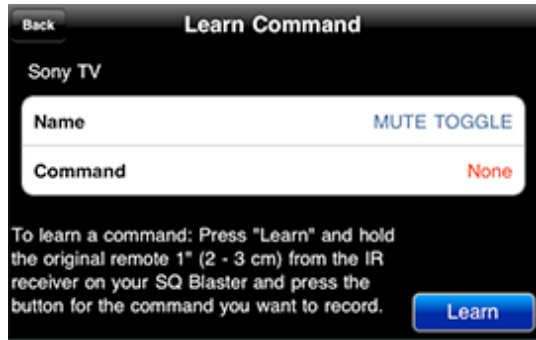 Back
Learn Command
Sony TV
Name
MUTE TOGGLE
Command
None
To learn a command: Press "Learn" and hold
the original remote 1" (2 - 3 cm) from the IR
receiver on your SQ Blaster and press the
button for the command you want to record.
Learn